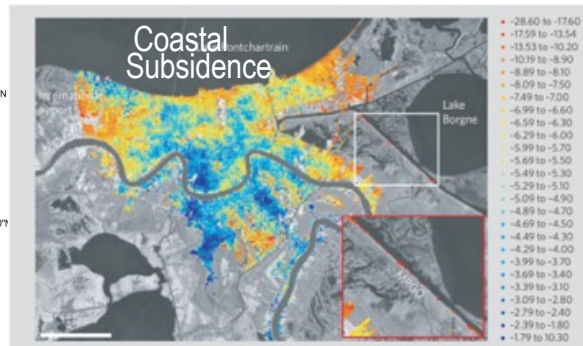 Coastal
Subsidence
International
N
Lake
Borgne
-28.60 to -17.60
-17.59 to -13.54
-13.53 to -10.20
-10.19 to -8.90
-8.89 to -8.10
-8.09 to -7.50
-7.49 to -7.00
-6.99 to -6.60
-6.59 to -6.30
-6.29 to -6.00
-5.99 to -5.70
-5.69 to -5.50
-5.49 to -5.30
-5.29 to -5.10
-5.09 to -4.90
-4.89 to -4.70
-4.69 to -4.50
-4.49 to -4.30
-4.29 to -4.00
-3.99 to -3.70
-3.69 to -3.40
-3.39 to -3.10
-3.09 to -2.80
-2.79 to -2.40
-2.39 to -1.80
-1.79 to 10.30